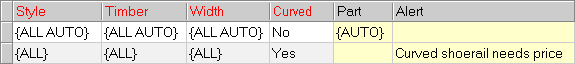 Style Timber Width Curved Part Alert
{ALL AUTO} {ALL AUTO} {ALL AUTO} No {AUTO}
{ALL} {ALL} {ALL} Yes Curved shoerail needs price